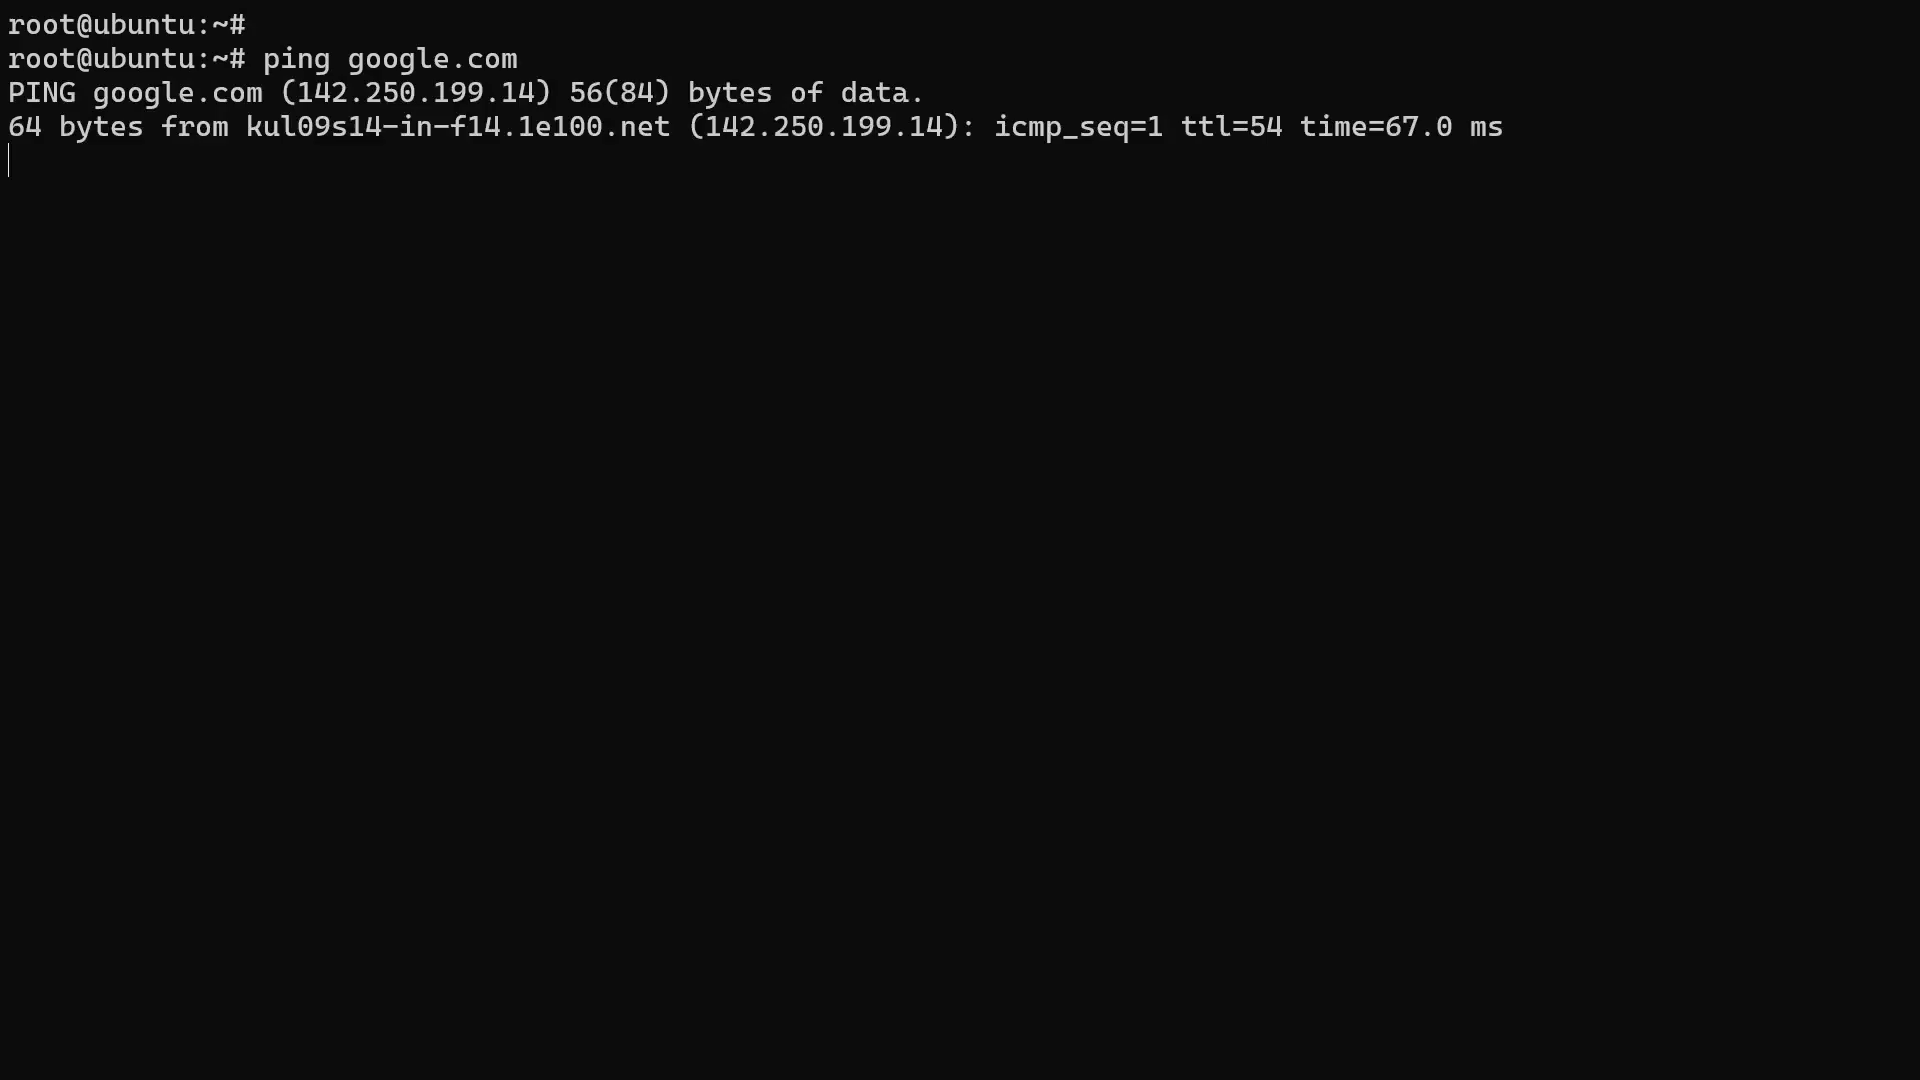 root@ubuntu:~#
root@ubuntu:~# ping google.com
PING google.com (142.250.199.14) 56(84) bytes of data.
64 bytes from kul09s14-in-f14.1e100.net (142.250.199.14): icmp_seq=1 ttl=54 time=67.0 ms